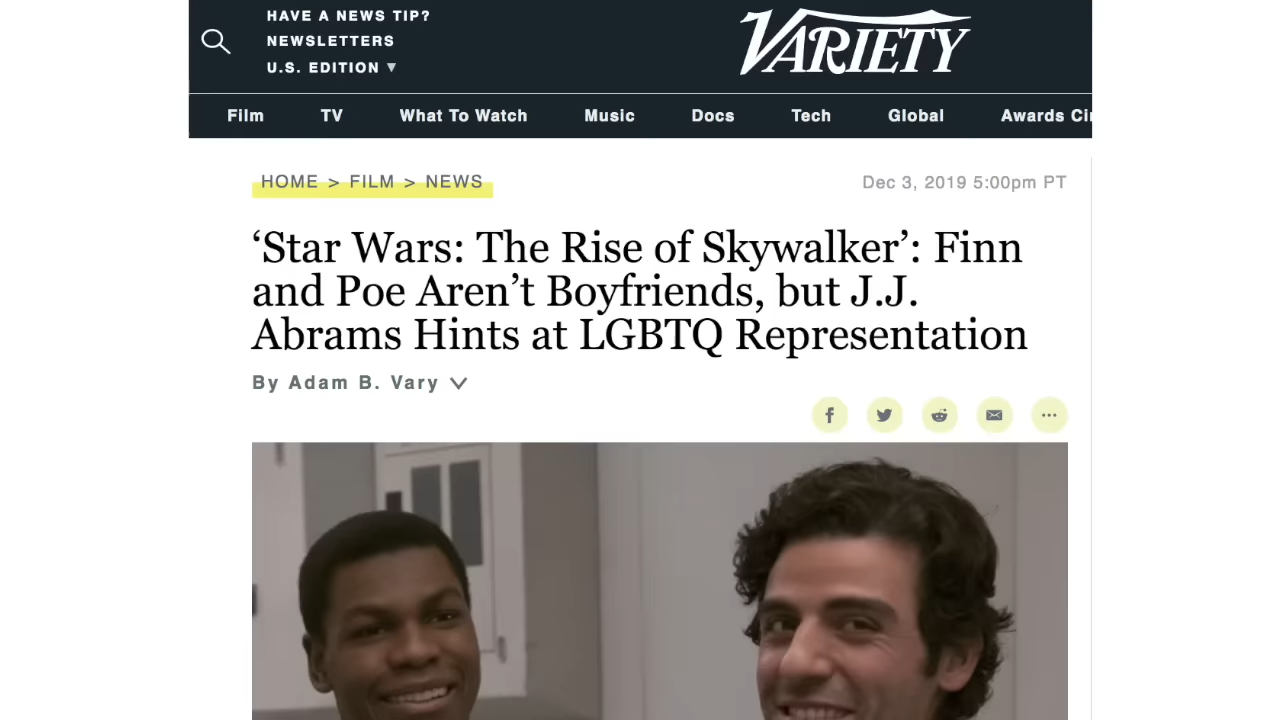 HAVE A NEWS TIP?
NEWSLETTERS
U.S. EDITION ▼
VARIETY
Film TV What To Watch Music Docs Tech Global Awards Ci
HOME > FILM > NEWS
Dec 3, 2019 5:00pm PT
‘Star Wars: The Rise of Skywalker’: Finn
and Poe Aren’t Boyfriends, but J.J.
Abrams Hints at LGBTQ Representation
By Adam B. Vary